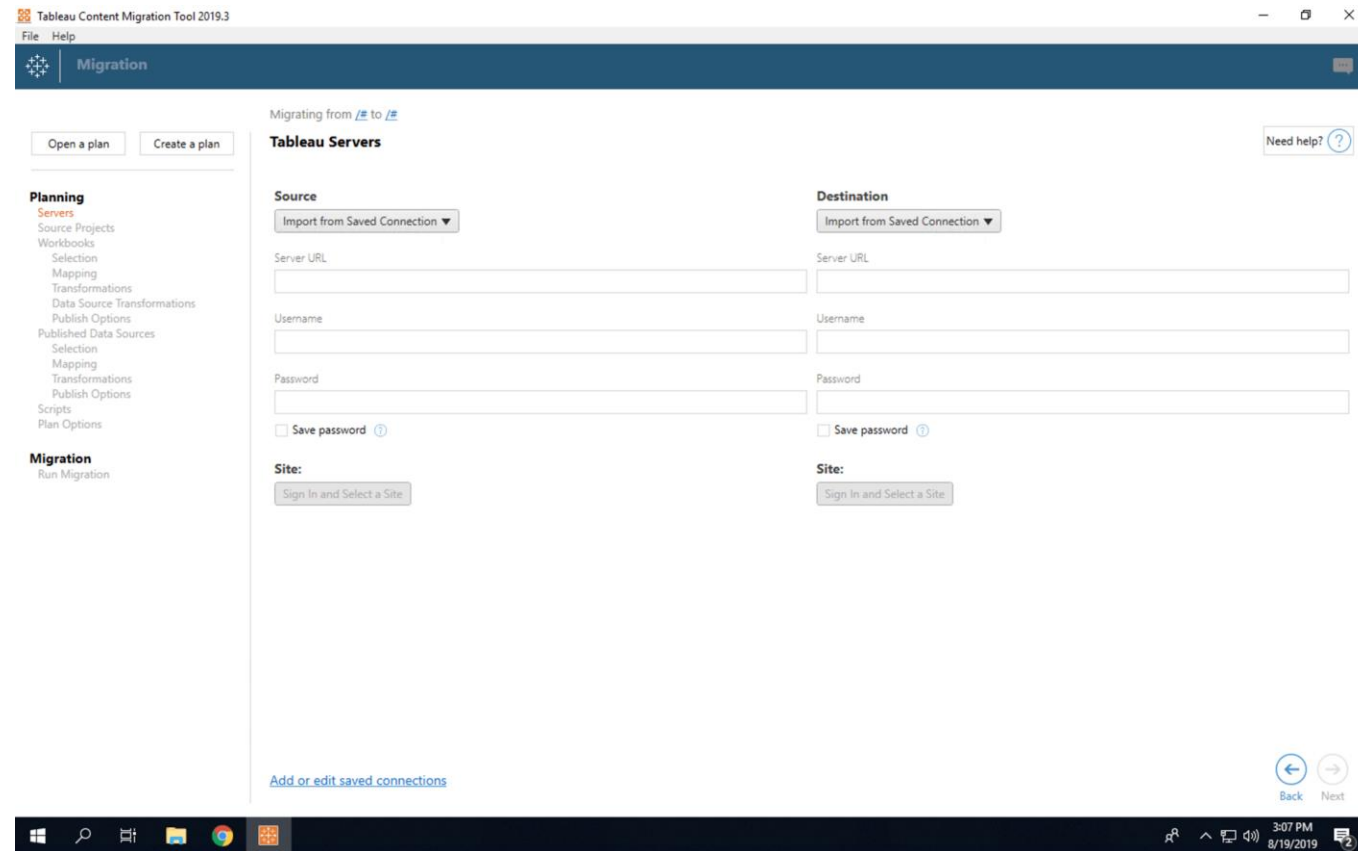 Tableau Content Migration Tool 2019.3
File Help
Migration
Open a plan Create a plan
Planning
Servers
Source Projects
Workbooks
Selection
Mapping
Transformations
Data Source Transformations
Publish Options
Published Data Sources
Selection
Mapping
Transformations
Publish Options
Scripts
Plan Options
Migration
Run Migration
Migrating from /# to /#
Tableau Servers
Need help? ?
Source
Import from Saved Connection ▼
Server URL
Username
Password
Save password ?
Site:
Sign In and Select a Site
Destination
Import from Saved Connection ▼
Server URL
Username
Password
Save password ?
Site:
Sign In and Select a Site
Add or edit saved connections
Back Next
3:07 PM
8/19/2019
2